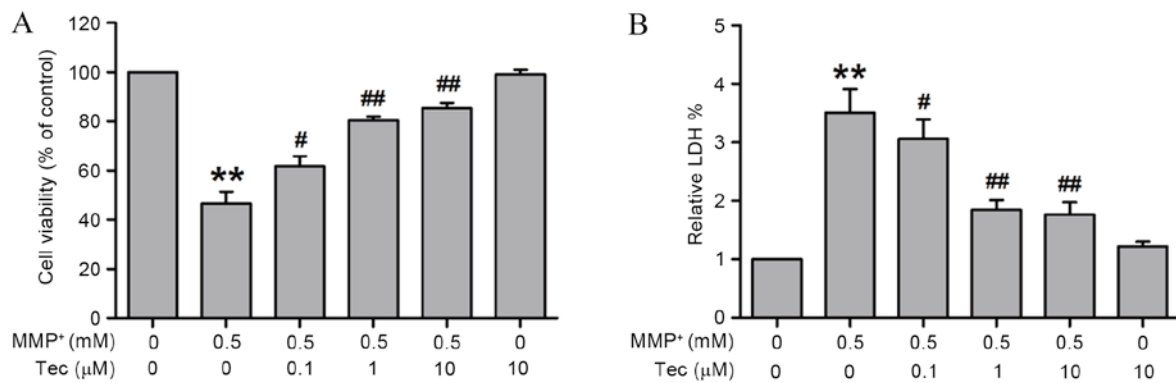 A
Cell viability (% of control)
120
100
80
60
40
20
0
**
#
##
##
MMP⁺ (mM) 0 0.5 0.5 0.5 0.5 0
Tec (μM) 0 0 0.1 1 10 10
B
Relative LDH %
5
4
3
2
1
0
**
#
##
##
MMP⁺ (mM) 0 0.5 0.5 0.5 0.5 0
Tec (μM) 0 0 0.1 1 10 10